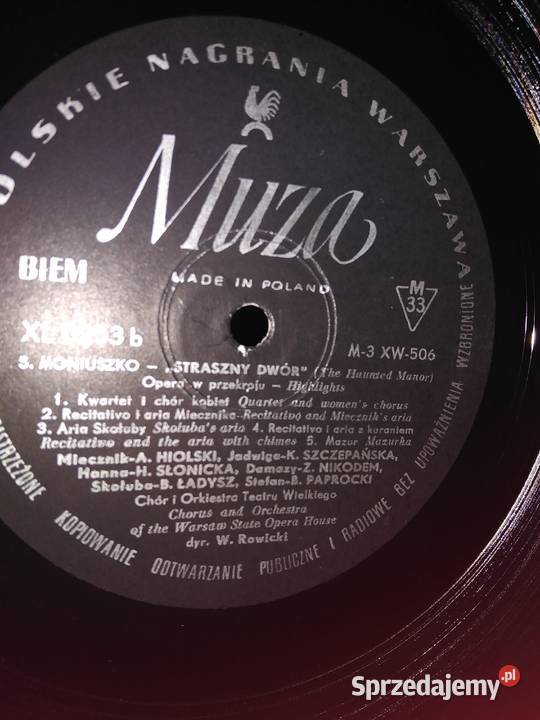 POLSKIE NAGRANIA WARSZAWA
Muza
MADE IN POLAND
BIEM
M
33
M-3 XW-506
S. MONIUSZKO – „STRASZNY DWÓR" (The Haunted Manor)
Opera w przekroju – Highlights
1. Kwartet i chór kobiet Quartet and women's chorus
2. Recitativo i aria Miecznika-Recitativo and Miecznik's aria
3. Aria Skołuby Skołuba's aria 4. Recitativo i aria z kurantem
Recitativo and the aria with chimes 5. Mazur Mazurka
Miecznik-A. HIOLSKI, Jadwiga-K. SZCZEPAŃSKA,
Hanna-H. SŁONICKA, Damazy-Z. NIKODEM,
Skołuba-B. ŁADYSZ, Stefan-B. PAPROCKI
Chór i Orkiestra Teatru Wielkiego
Chorus and Orchestra
of the Warsaw State Opera House
dyr. W. Rowicki
KOPIOWANIE ODTWARZANIE PUBLICZNE I RADIOWE BEZ UPOWAŻNIENIA WZBRONIONE
Sprzedajemy.pl